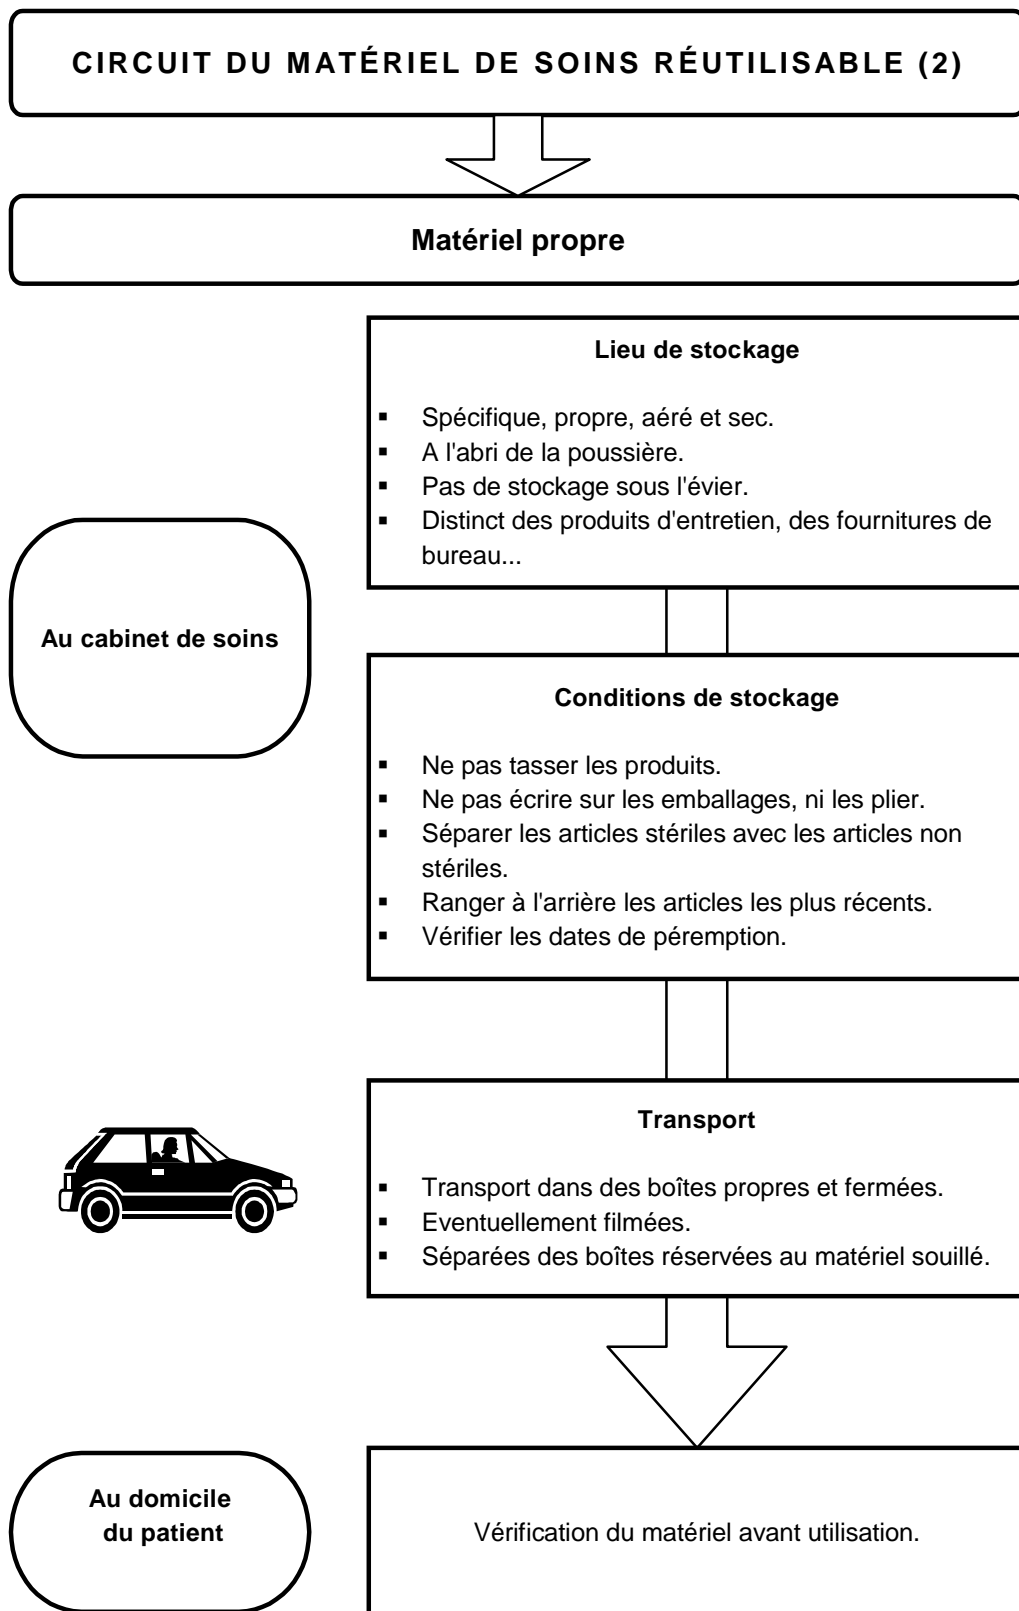 CIRCUIT DU MATÉRIEL DE SOINS RÉUTILISABLE (2)
Matériel propre
Lieu de stockage
▪ Spécifique, propre, aéré et sec.
▪ A l'abri de la poussière.
▪ Pas de stockage sous l'évier.
▪ Distinct des produits d'entretien, des fournitures de
bureau...
Au cabinet de soins
Conditions de stockage
▪ Ne pas tasser les produits.
▪ Ne pas écrire sur les emballages, ni les plier.
▪ Séparer les articles stériles avec les articles non
stériles.
▪ Ranger à l'arrière les articles les plus récents.
▪ Vérifier les dates de péremption.
Transport
▪ Transport dans des boîtes propres et fermées.
▪ Eventuellement filmées.
▪ Séparées des boîtes réservées au matériel souillé.
Au domicile
du patient
Vérification du matériel avant utilisation.